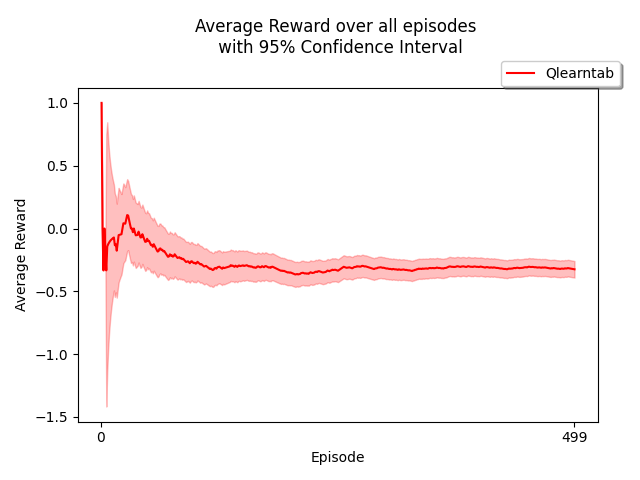 Average Reward over all episodes
with 95% Confidence Interval
Qlearntab
1.0
0.5
0.0
−0.5
−1.0
−1.5
Average Reward
0
499
Episode